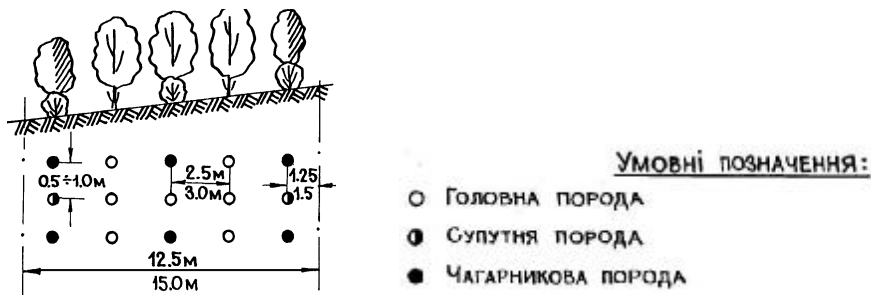 0.5÷1.0м
2.5м
3.0м
1.25
1.5
12.5м
15.0м
Умовні позначення:
Головна порода
Супутня порода
Чагарникова порода